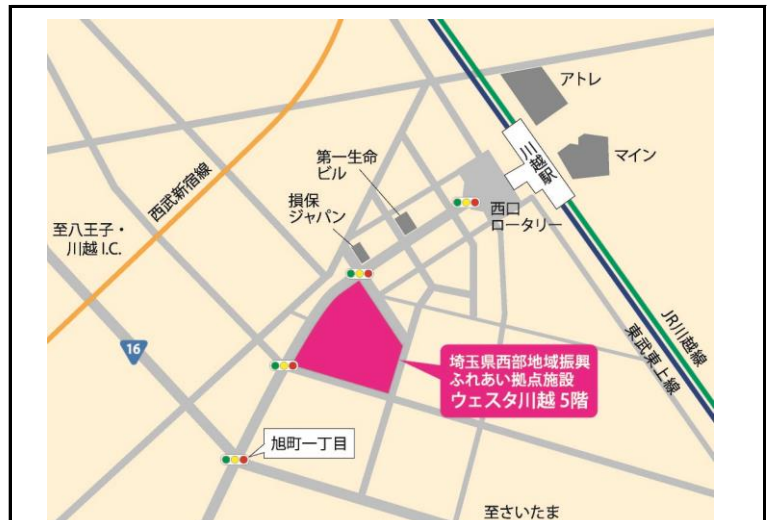 アトレ
川越駅
マイン
第一生命
ビル
損保
ジャパン
西口
ロータリー
西武新宿線
至八王子・
川越I.C.
16
JR川越線
東武東上線
埼玉県西部地域振興
ふれあい拠点施設
ウェスタ川越 5階
旭町一丁目
至さいたま